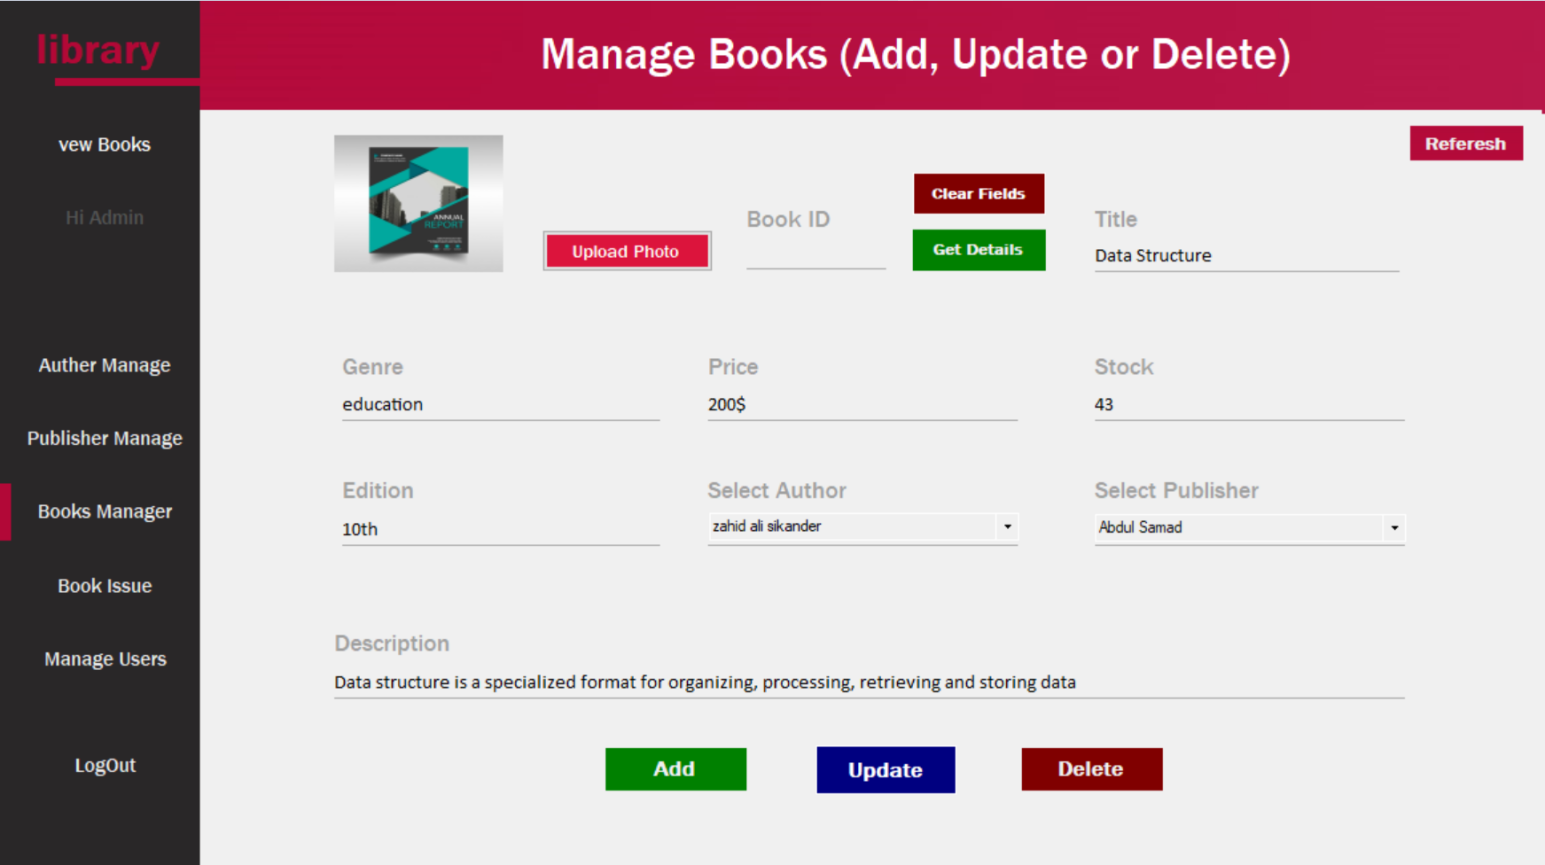 library
Manage Books (Add, Update or Delete)
vew Books
Hi Admin
Auther Manage
Publisher Manage
Books Manager
Book Issue
Manage Users
LogOut
Referesh
ANNUAL
REPORT
Upload Photo
Book ID
Clear Fields
Get Details
Title
Data Structure
Genre
education
Price
200$
Stock
43
Edition
10th
Select Author
zahid ali sikander
Select Publisher
Abdul Samad
Description
Data structure is a specialized format for organizing, processing, retrieving and storing data
Add
Update
Delete